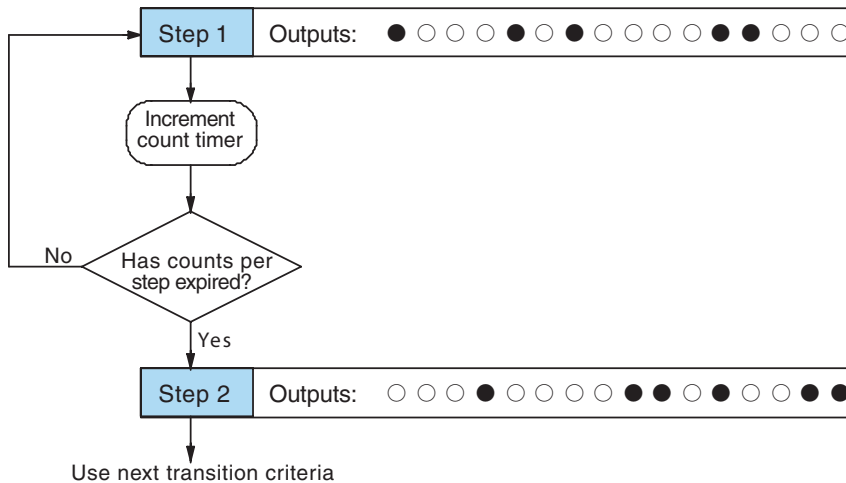 Step 1 Outputs:
Increment
count timer
No
Has counts per
step expired?
Yes
Step 2 Outputs:
Use next transition criteria